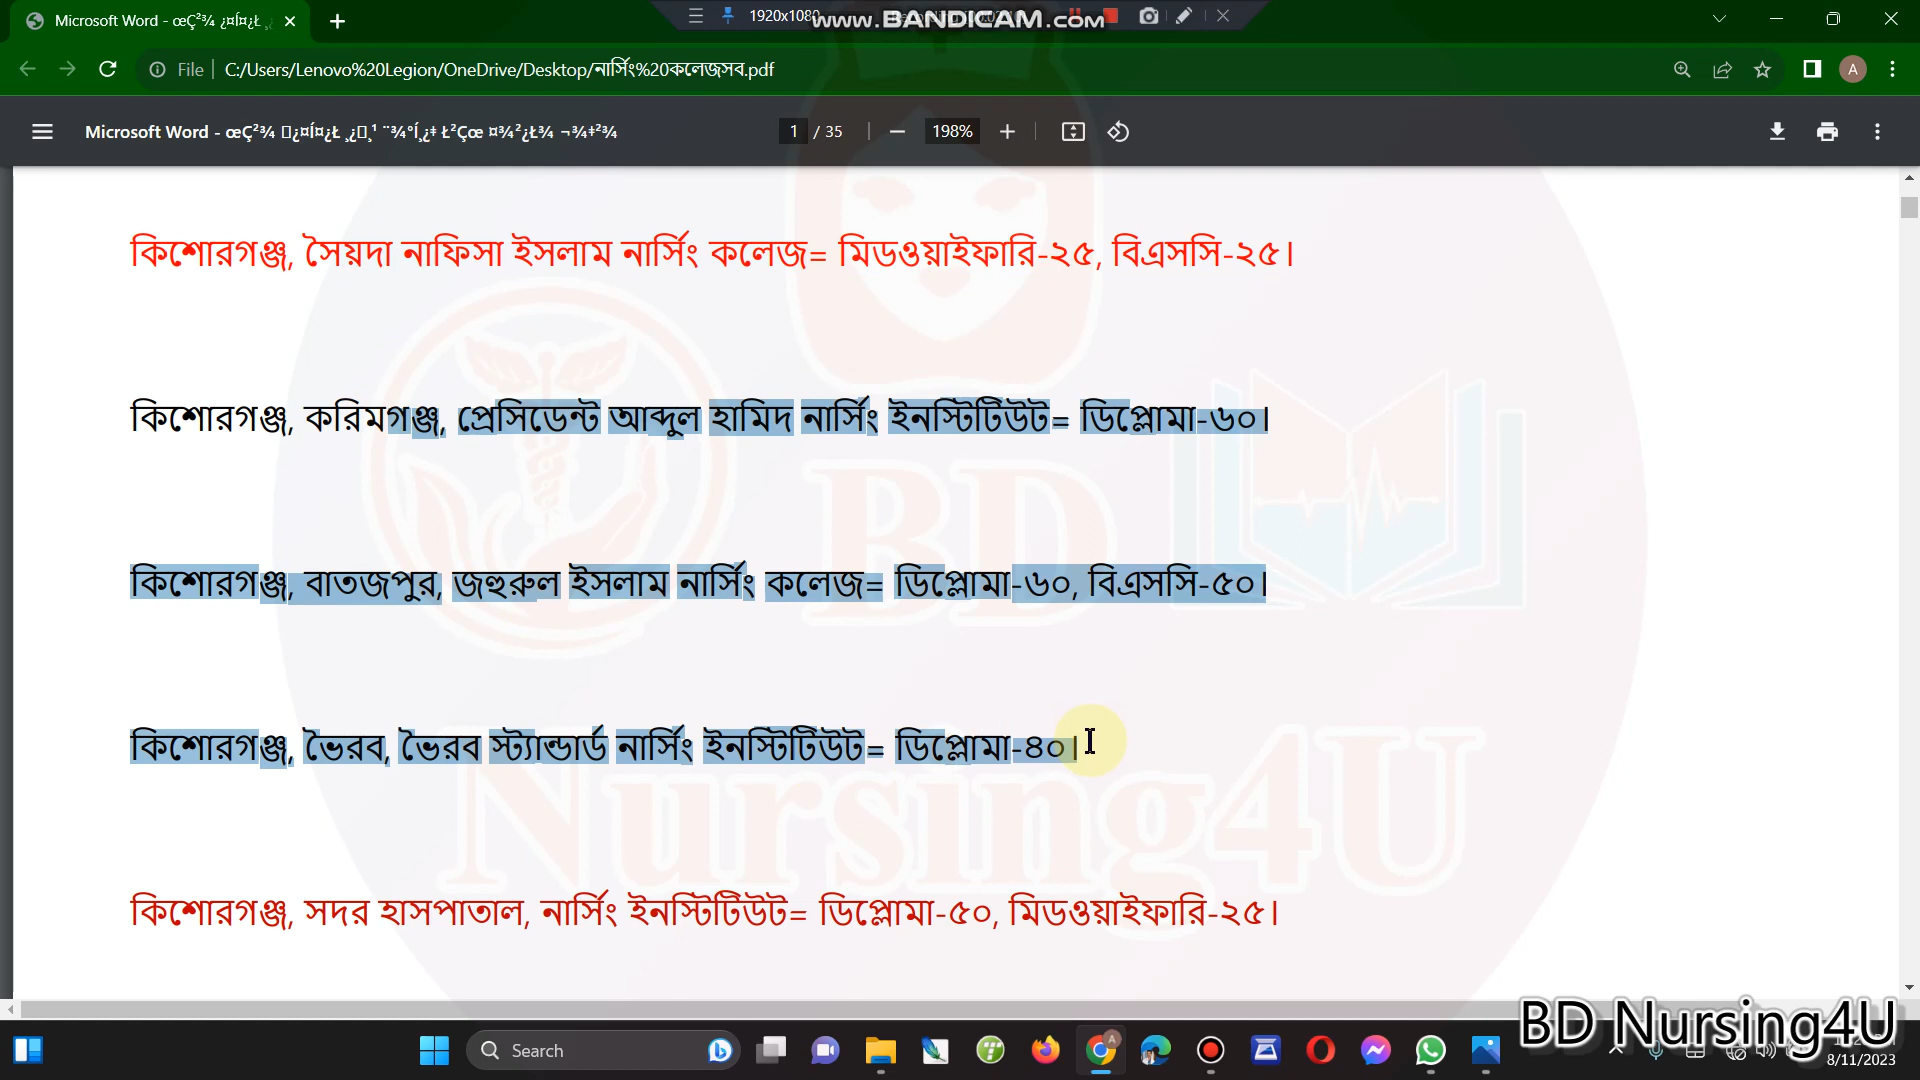 Microsoft Word - œÇ²¾ ¿¤Í¤¿Ł
1920x1080
www.BANDICAM.com
File
C:/Users/Lenovo%20Legion/OneDrive/Desktop/নার্সিং%20কলেজসব.pdf
A
Microsoft Word - œÇ²¾
1 / 35
198%
কিশোরগঞ্জ, সৈয়দা নাফিসা ইসলাম নার্সিং কলেজ= মিডওয়াইফারি-২৫, বিএসসি-২৫।
কিশোরগঞ্জ, করিমগঞ্জ, প্রেসিডেন্ট আব্দুল হামিদ নার্সিং ইনস্টিটিউট= ডিপ্লোমা-৬০।
কিশোরগঞ্জ, বাতজপুর, জহুরুল ইসলাম নার্সিং কলেজ= ডিপ্লোমা-৬০, বিএসসি-৫০।
কিশোরগঞ্জ, ভৈরব, ভৈরব স্ট্যান্ডার্ড নার্সিং ইনস্টিটিউট= ডিপ্লোমা-৪০।
কিশোরগঞ্জ, সদর হাসপাতাল, নার্সিং ইনস্টিটিউট= ডিপ্লোমা-৫০, মিডওয়াইফারি-২৫।
BD
Nursing4U
Search
BD Nursing4U
8/11/2023